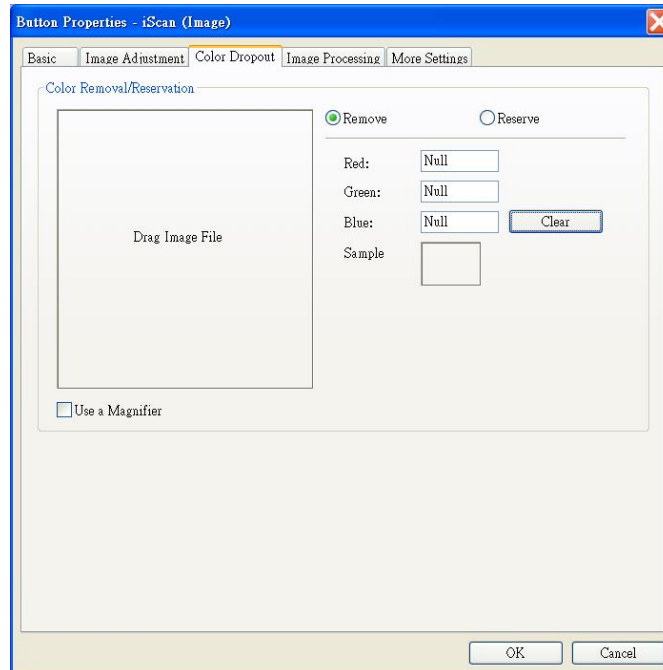 Button Properties - iScan (Image)
Basic Image Adjustment Color Dropout Image Processing More Settings
Color Removal/Reservation
Remove Reserve
Red: Null
Green: Null
Blue: Null Clear
Drag Image File
Sample
Use a Magnifier
OK Cancel